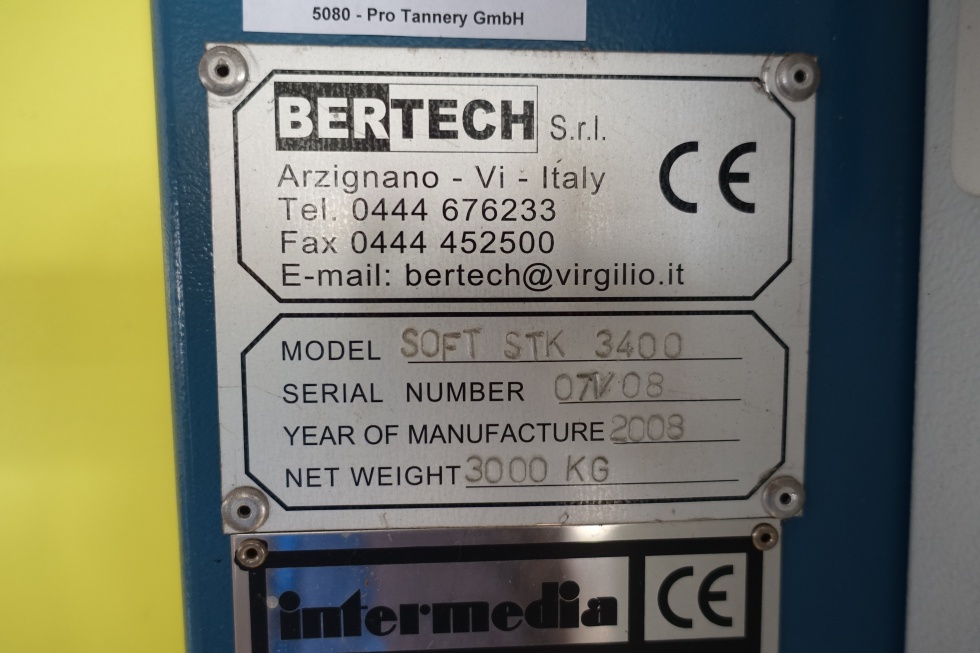 5080 - Pro Tannery GmbH
BERTECH S.r.l.
Arzignano - Vi - Italy
Tel. 0444 676233
Fax 0444 452500
E-mail: bertech@virgilio.it
CE
MODEL SOFT STK 3400
SERIAL NUMBER 07V08
YEAR OF MANUFACTURE 2008
NET WEIGHT 3000 KG
intermedia CE